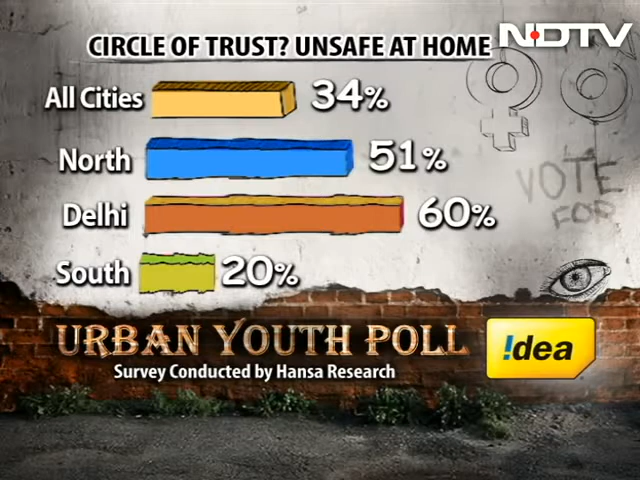 CIRCLE OF TRUST? UNSAFE AT HOME
NDTV
All Cities 34%
North 51%
Delhi 60%
South 20%
VOTE
FOR
URBAN YOUTH POLL
!dea
Survey Conducted by Hansa Research